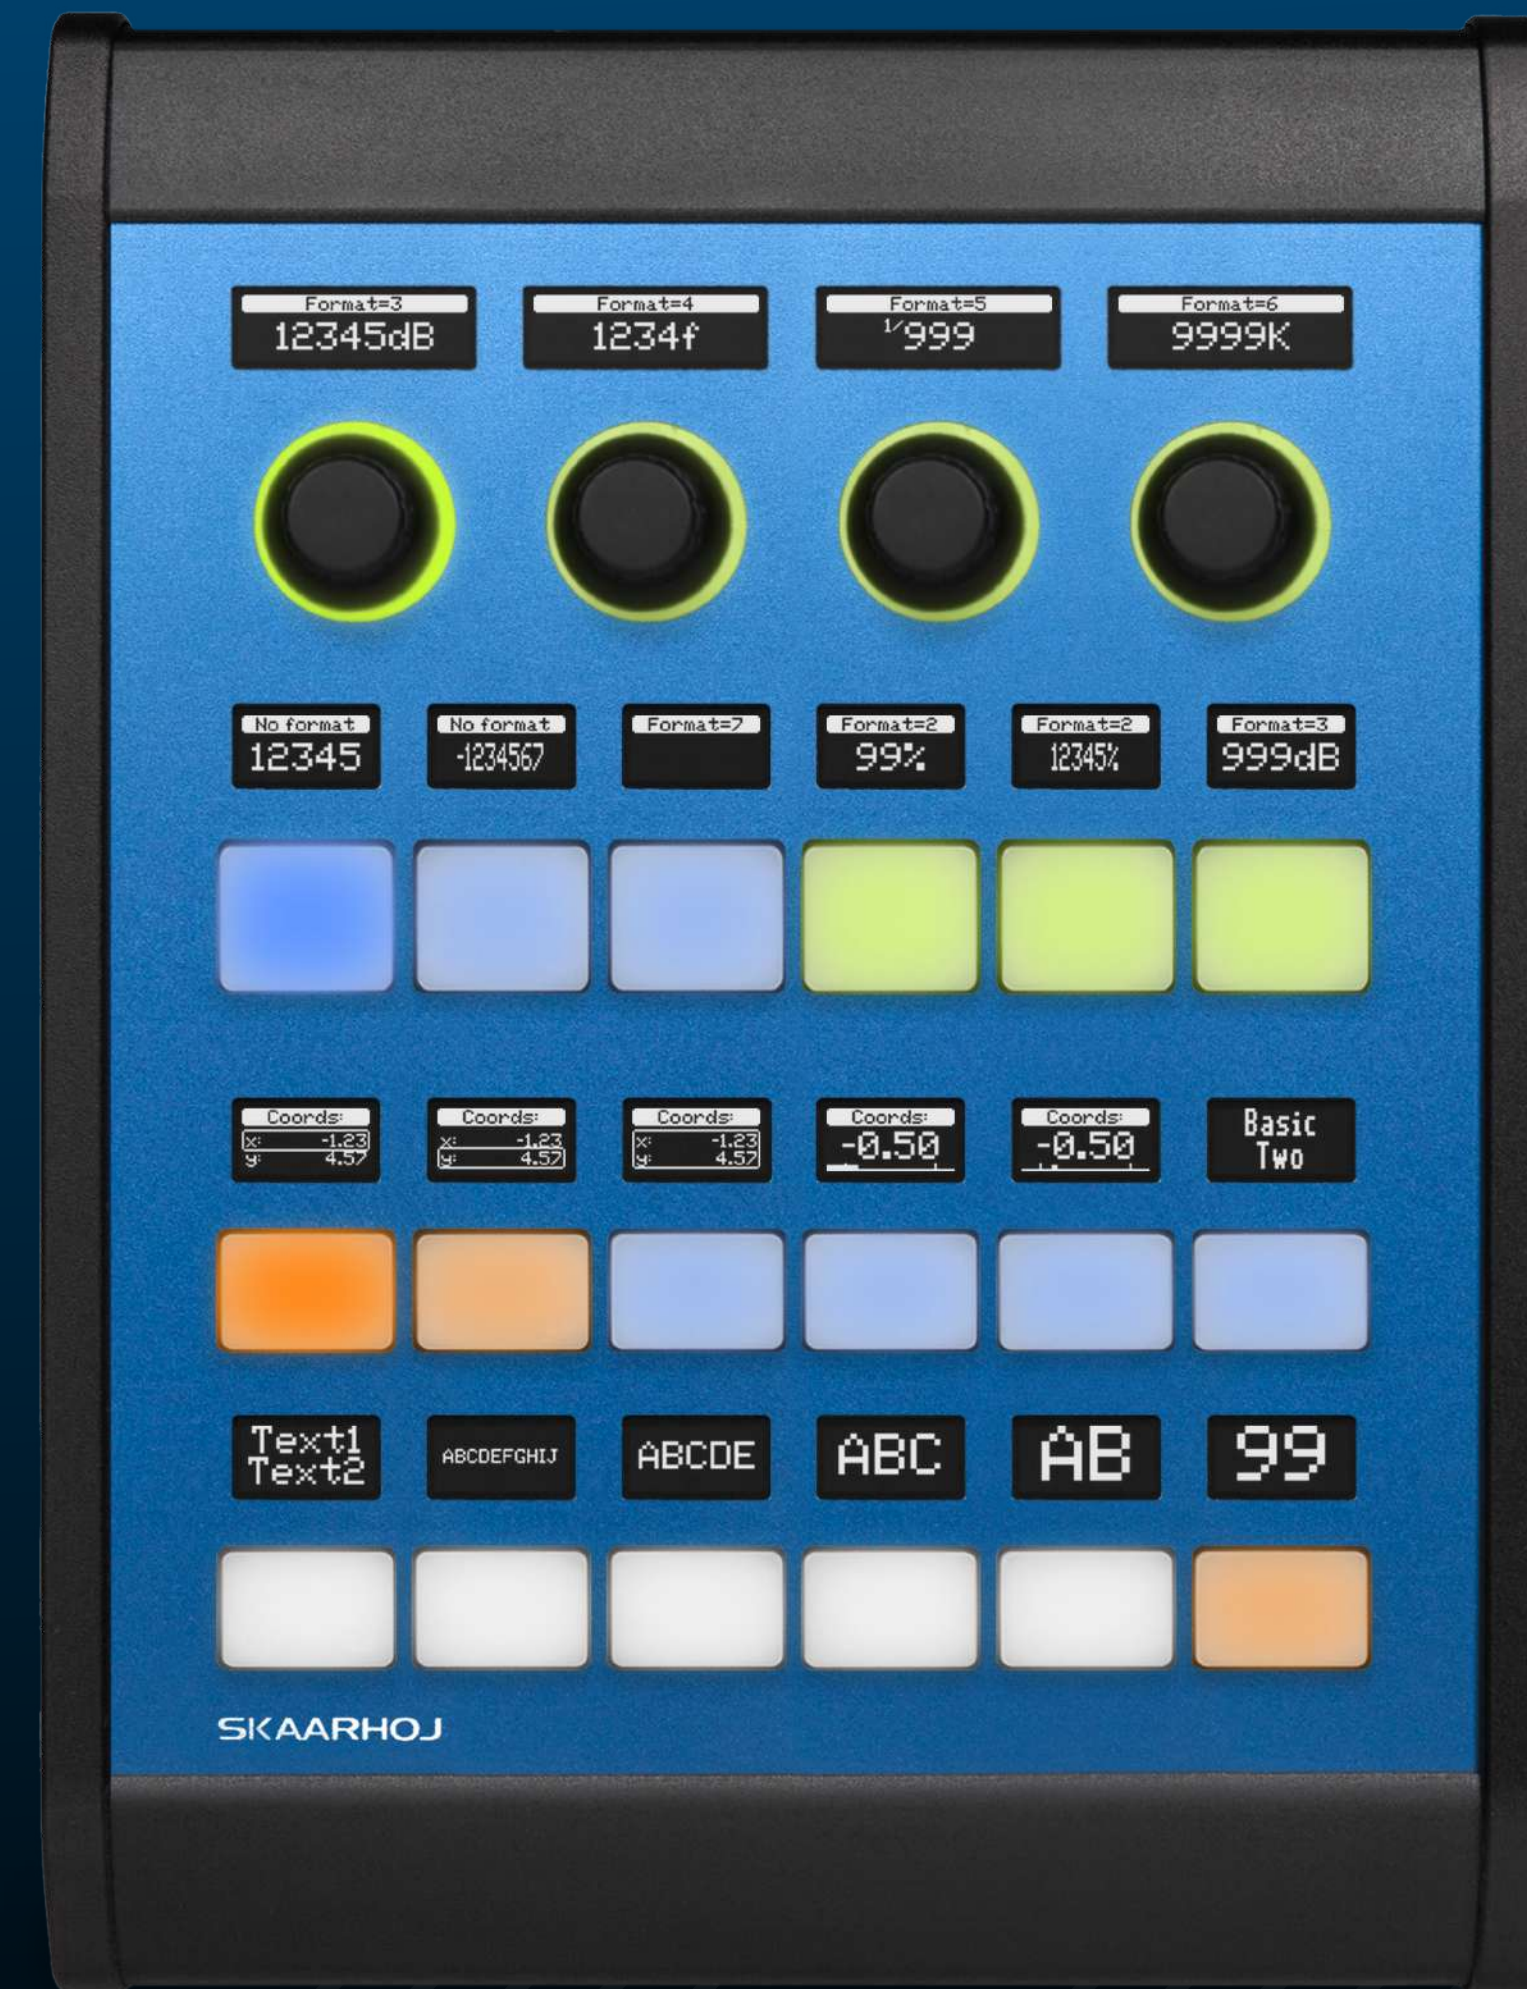 Format=3
12345dB
Format=4
1234f
Format=5
1/999
Format=6
9999K
No format
12345
No format
-1234567
Format=7
Format=2
99%
Format=2
12345%
Format=3
999dB
Coords:
x: -1.23
y: 4.57
Coords:
x: -1.23
y: 4.57
Coords:
x: -1.23
y: 4.57
Coords:
-0.50
Coords:
-0.50
Basic
Two
Text1
Text2
ABCDEFGHIJ
ABCDE
ABC
AB
99
SKAARHOJ